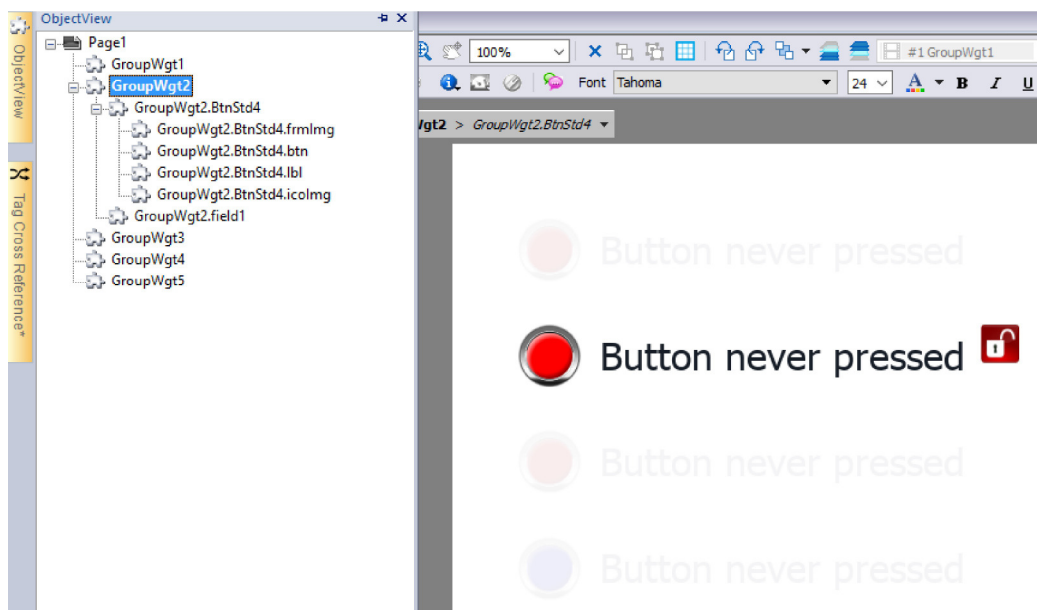 ObjectView
ObjectView
Tag Cross Reference*
Page1
GroupWgt1
GroupWgt2
GroupWgt2.BtnStd4
GroupWgt2.BtnStd4.frmImg
GroupWgt2.BtnStd4.btn
GroupWgt2.BtnStd4.lbl
GroupWgt2.BtnStd4.icoImg
GroupWgt2.field1
GroupWgt3
GroupWgt4
GroupWgt5
100%
#1 GroupWgt1
Font Tahoma 24 A B I U
Wgt2 > GroupWgt2.BtnStd4
Button never pressed
Button never pressed
Button never pressed
Button never pressed